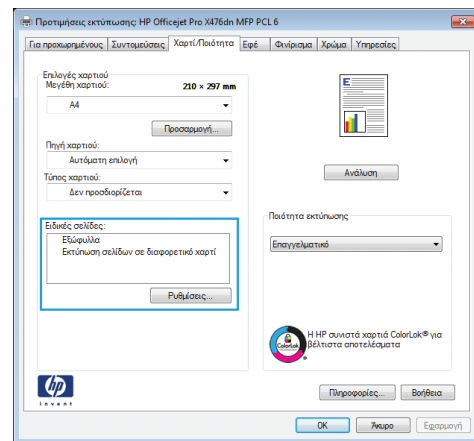 Προτιμήσεις εκτύπωσης: HP Officejet Pro X476dn MFP PCL 6
Για προχωρημένους Συντομεύσεις Χαρτί/Ποιότητα Εφέ Φινίρισμα Χρώμα Υπηρεσίες
Επιλογές χαρτιού
Μεγέθη χαρτιού: 210 × 297 mm
A4
Προσαρμογή...
Πηγή χαρτιού:
Αυτόματη επιλογή
Τύπος χαρτιού:
Δεν προσδιορίζεται
Ειδικές σελίδες:
Εξώφυλλα
Εκτύπωση σελίδων σε διαφορετικό χαρτί
Ρυθμίσεις...
E
Ανάλυση
Ποιότητα εκτύπωσης
Επαγγελματικό
ColorLok
Η HP συνιστά χαρτιά ColorLok® για
βέλτιστα αποτελέσματα
hp
invent
Πληροφορίες... Βοήθεια
OK Άκυρο Εφαρμογή